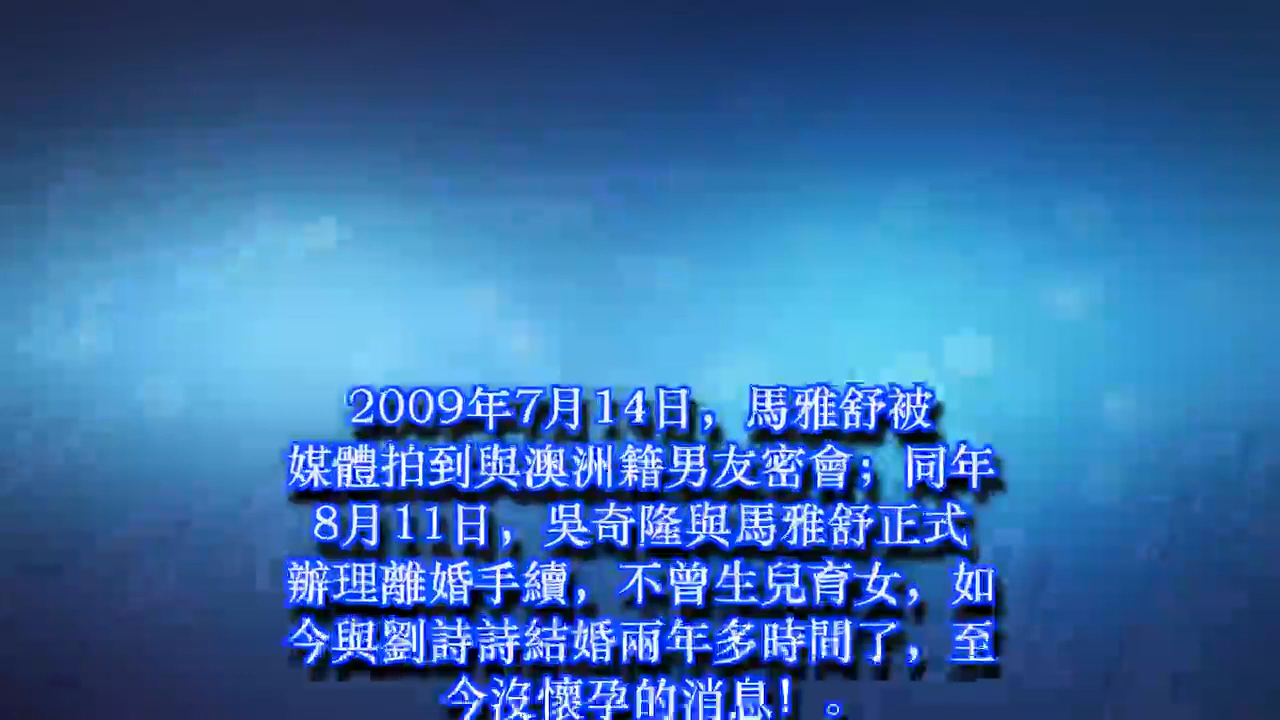 2009年7月14日，馬雅舒被
媒體拍到與澳洲籍男友密會；同年
8月11日，吳奇隆與馬雅舒正式
辦理離婚手續，不曾生兒育女，如
今與劉詩詩結婚兩年多時間了，至
今沒懷孕的消息！。